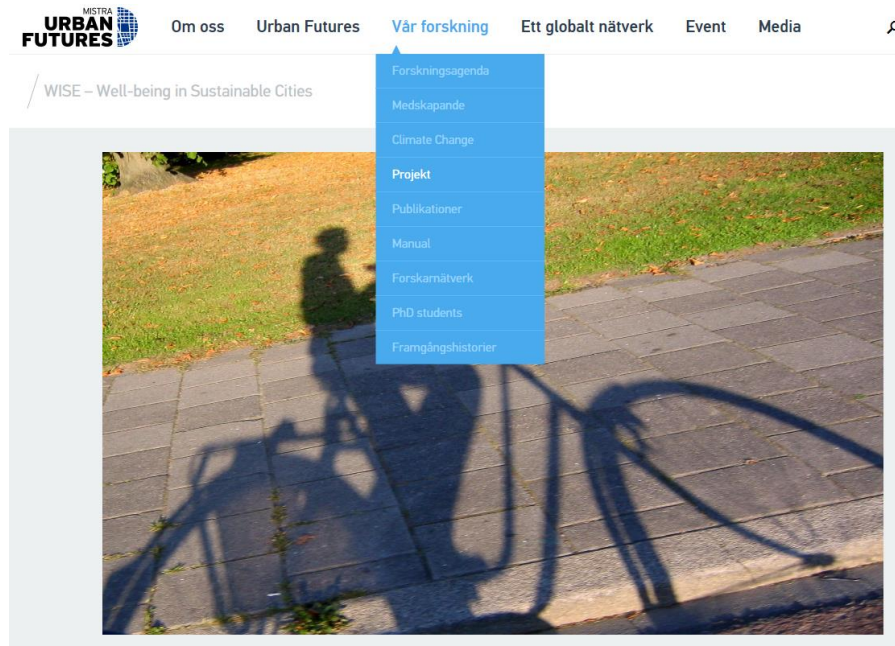 MISTRA
URBAN
FUTURES
Om oss Urban Futures Vår forskning Ett globalt nätverk Event Media
WISE – Well-being in Sustainable Cities
Forskningsagenda
Medskapande
Climate Change
Projekt
Publikationer
Manual
Forskarnätverk
PhD students
Framgångshistorier